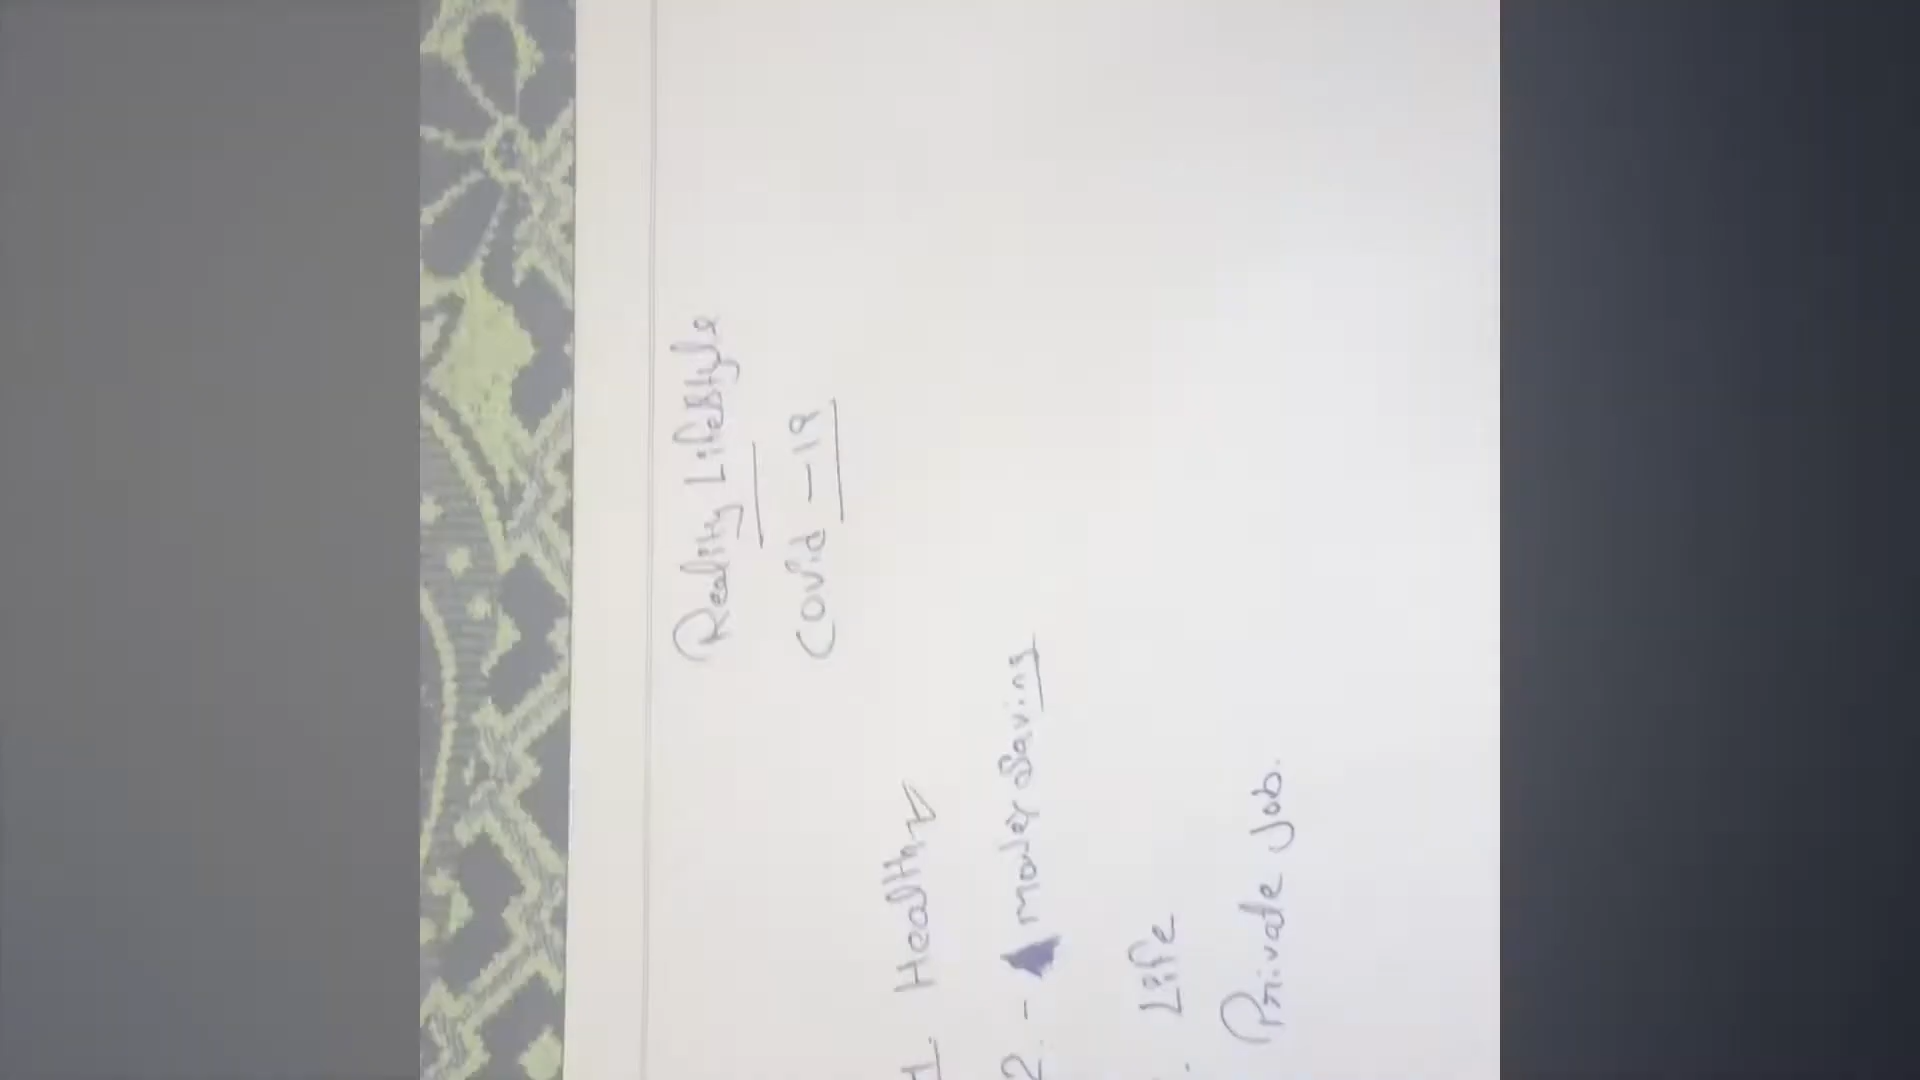 Reality Lifestyle
Covid - 19
1. Health
2. - Money Saving
. Life
Private Job.